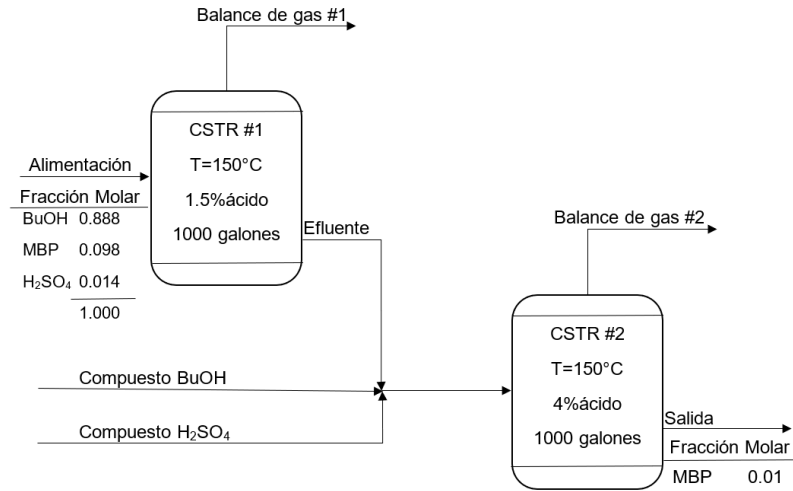 Balance de gas #1
CSTR #1
T=150°C
1.5%ácido
1000 galones
Alimentación
Fracción Molar
BuOH 0.888
MBP 0.098
H₂SO₄ 0.014
1.000
Efluente
Balance de gas #2
Compuesto BuOH
Compuesto H₂SO₄
CSTR #2
T=150°C
4%ácido
1000 galones
Salida
Fracción Molar
MBP 0.01